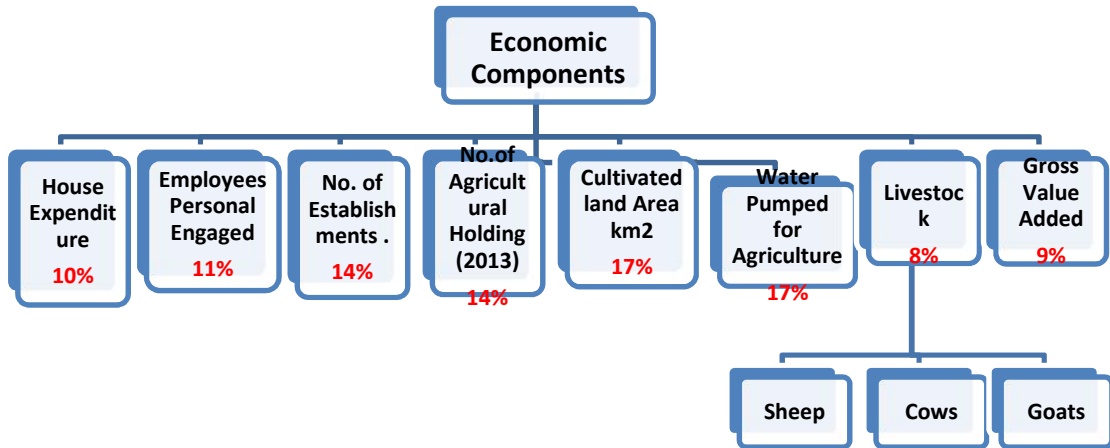 Economic
Components
House
Expendit
ure
10%
Employees
Personal
Engaged
11%
No. of
Establish
ments .
14%
No.of
Agricult
ural
Holding
(2013)
14%
Cultivated
land Area
km2
17%
Water
Pumped
for
Agriculture
17%
Livestoc
k
8%
Gross
Value
Added
9%
Sheep
Cows
Goats